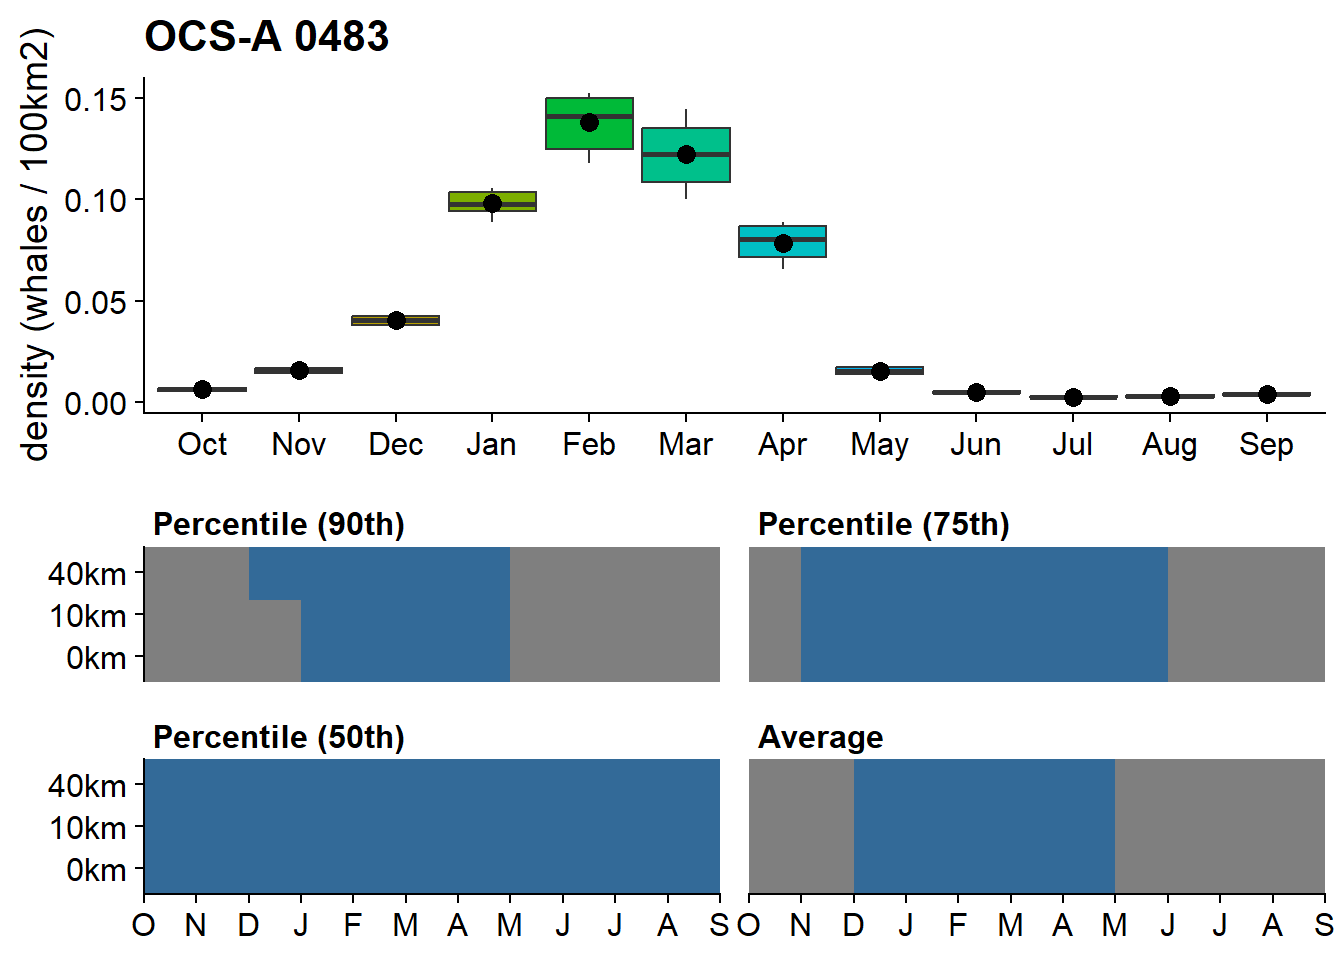 OCS-A 0483
density (whales / 100km2)
0.15
0.10
0.05
0.00
Oct Nov Dec Jan Feb Mar Apr May Jun Jul Aug Sep
Percentile (90th) Percentile (75th)
40km
10km
0km
Percentile (50th) Average
40km
10km
0km
O N D J F M A M J J A S O N D J F M A M J J A S